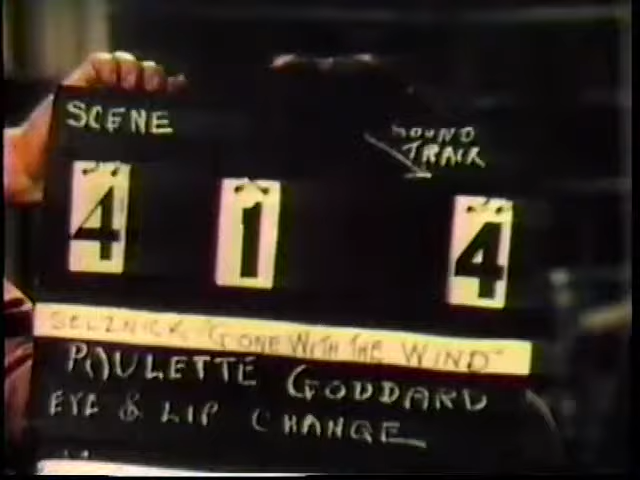 SCENE
SOUND
TRACK
4 1 4
SELZNICK "GONE WITH THE WIND"
PAULETTE GODDARD
EYE & LIP CHANGE